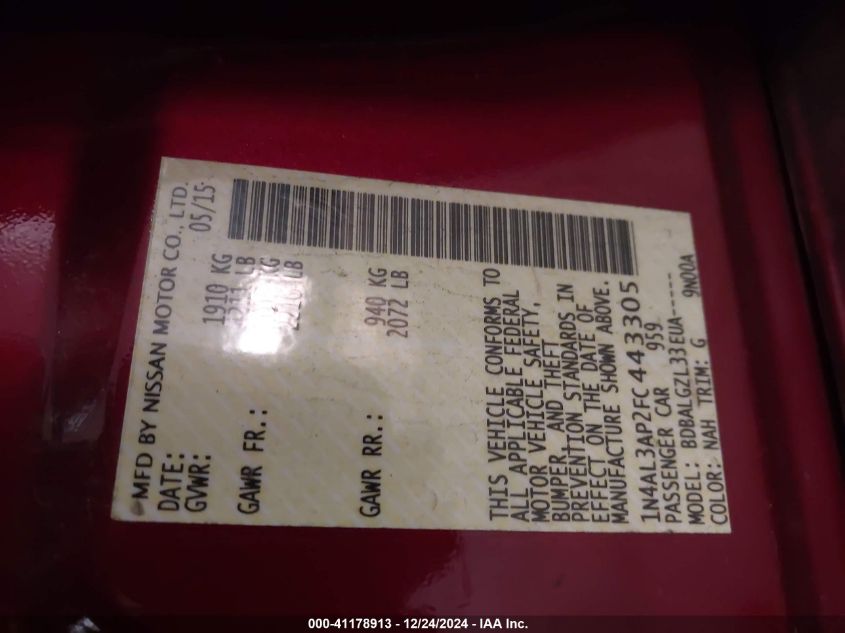 MFD BY NISSAN MOTOR CO., LTD.
DATE: 05/15
GVWR: 1910 KG
LB
GAWR FR.: KG
LB
GAWR RR.: 940 KG
2072 LB
THIS VEHICLE CONFORMS TO
ALL APPLICABLE FEDERAL
MOTOR VEHICLE SAFETY,
BUMPER AND THEFT
PREVENTION STANDARDS IN
EFFECT ON THE DATE OF
MANUFACTURE SHOWN ABOVE.
1N4AL3AP2FC443305
PASSENGER CAR 959
MODEL: BDBALGZL33EUA-----
COLOR: NAH TRIM: G 9N00A
000-41178913 / 12/24/2024 - IAA Inc.